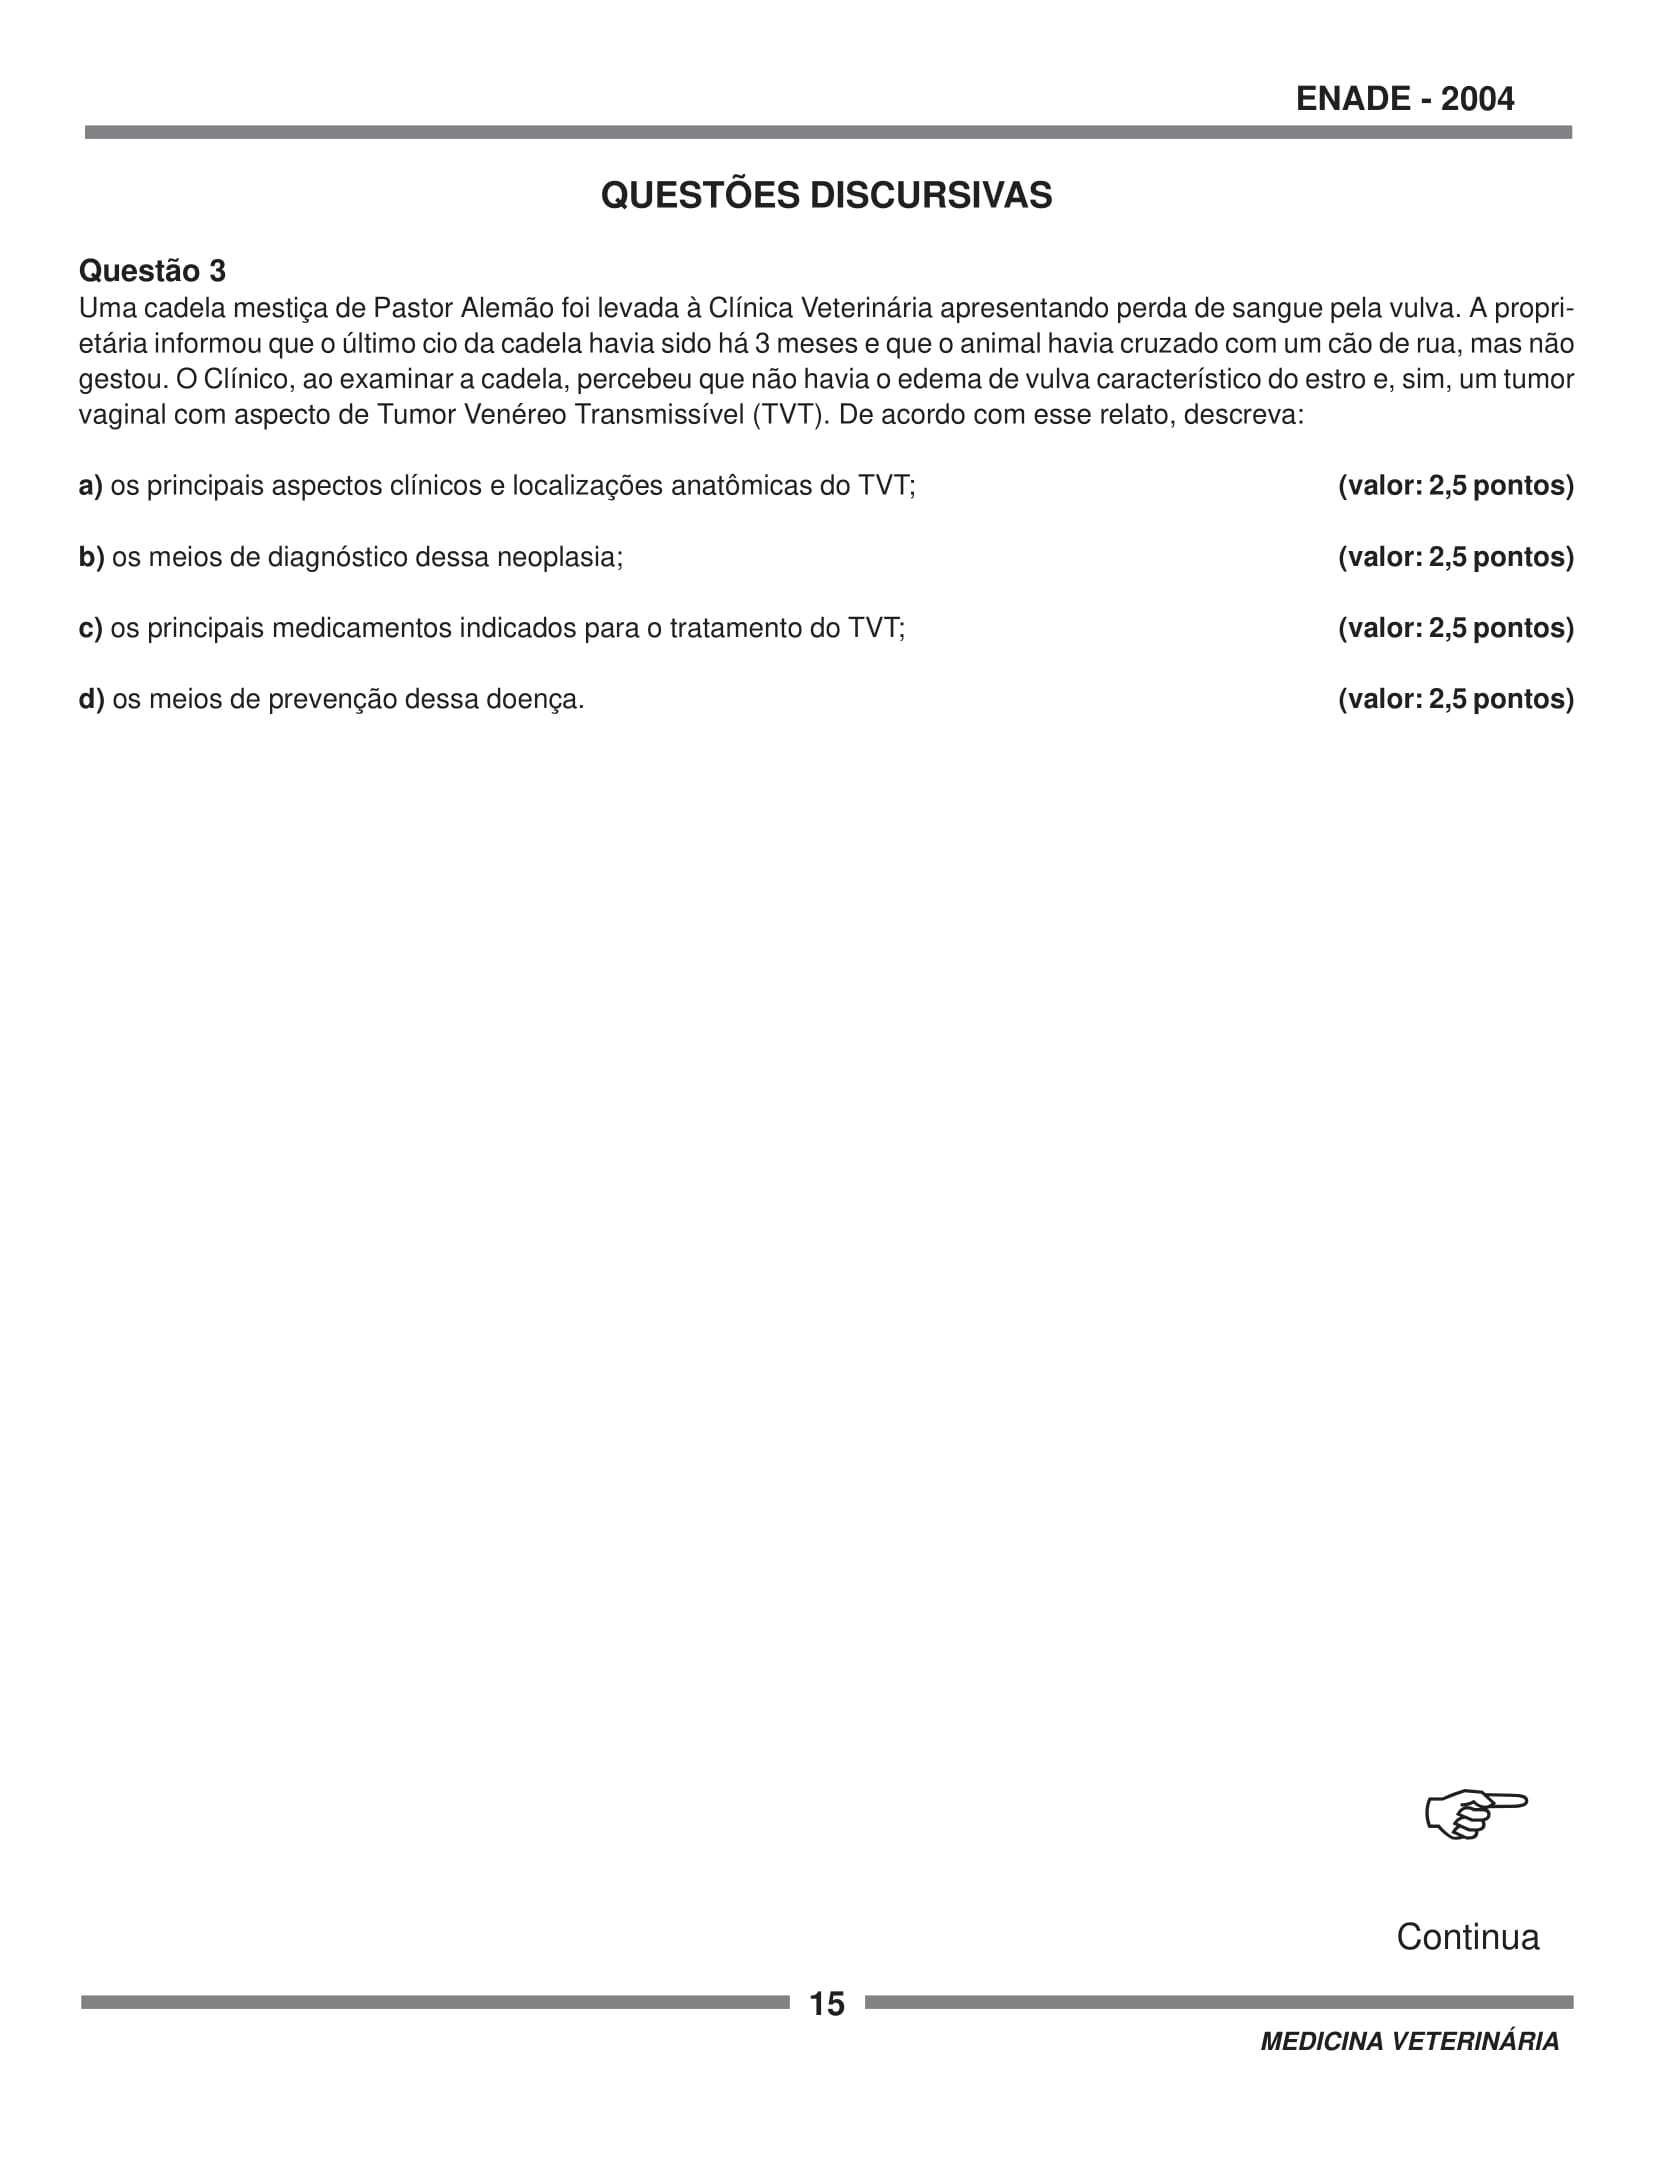 ENADE - 2004
QUESTÕES DISCURSIVAS
Questão 3
Uma cadela mestiça de Pastor Alemão foi levada à Clínica Veterinária apresentando perda de sangue pela vulva. A propri-
etária informou que o último cio da cadela havia sido há 3 meses e que o animal havia cruzado com um cão de rua, mas não
gestou. O Clínico, ao examinar a cadela, percebeu que não havia o edema de vulva característico do estro e, sim, um tumor
vaginal com aspecto de Tumor Venéreo Transmissível (TVT). De acordo com esse relato, descreva:
a) os principais aspectos clínicos e localizações anatômicas do TVT; (valor: 2,5 pontos)
b) os meios de diagnóstico dessa neoplasia; (valor: 2,5 pontos)
c) os principais medicamentos indicados para o tratamento do TVT; (valor: 2,5 pontos)
d) os meios de prevenção dessa doença. (valor: 2,5 pontos)
Continua
15
MEDICINA VETERINÁRIA